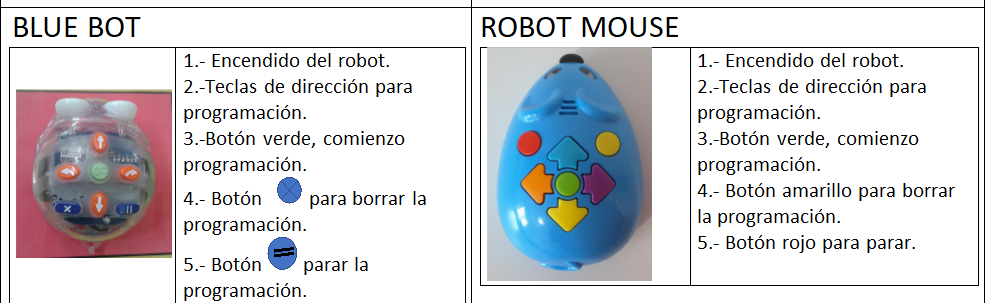 BLUE BOT
1.- Encendido del robot.
2.-Teclas de dirección para
programación.
3.-Botón verde, comienzo
programación.
4.- Botón para borrar la
programación.
5.- Botón parar la
programación.
ROBOT MOUSE
1.- Encendido del robot.
2.-Teclas de dirección para
programación.
3.-Botón verde, comienzo
programación.
4.- Botón amarillo para borrar
la programación.
5.- Botón rojo para parar.